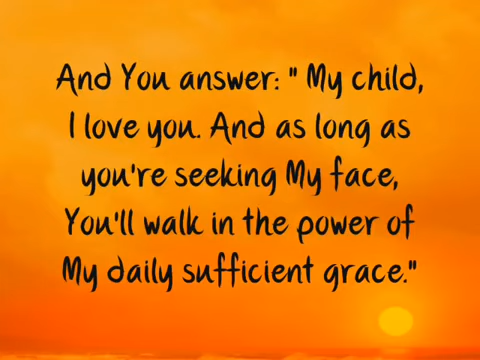 And You answer: " My child,
I love you. And as long as
you're seeking My face,
You'll walk in the power of
My daily sufficient grace."